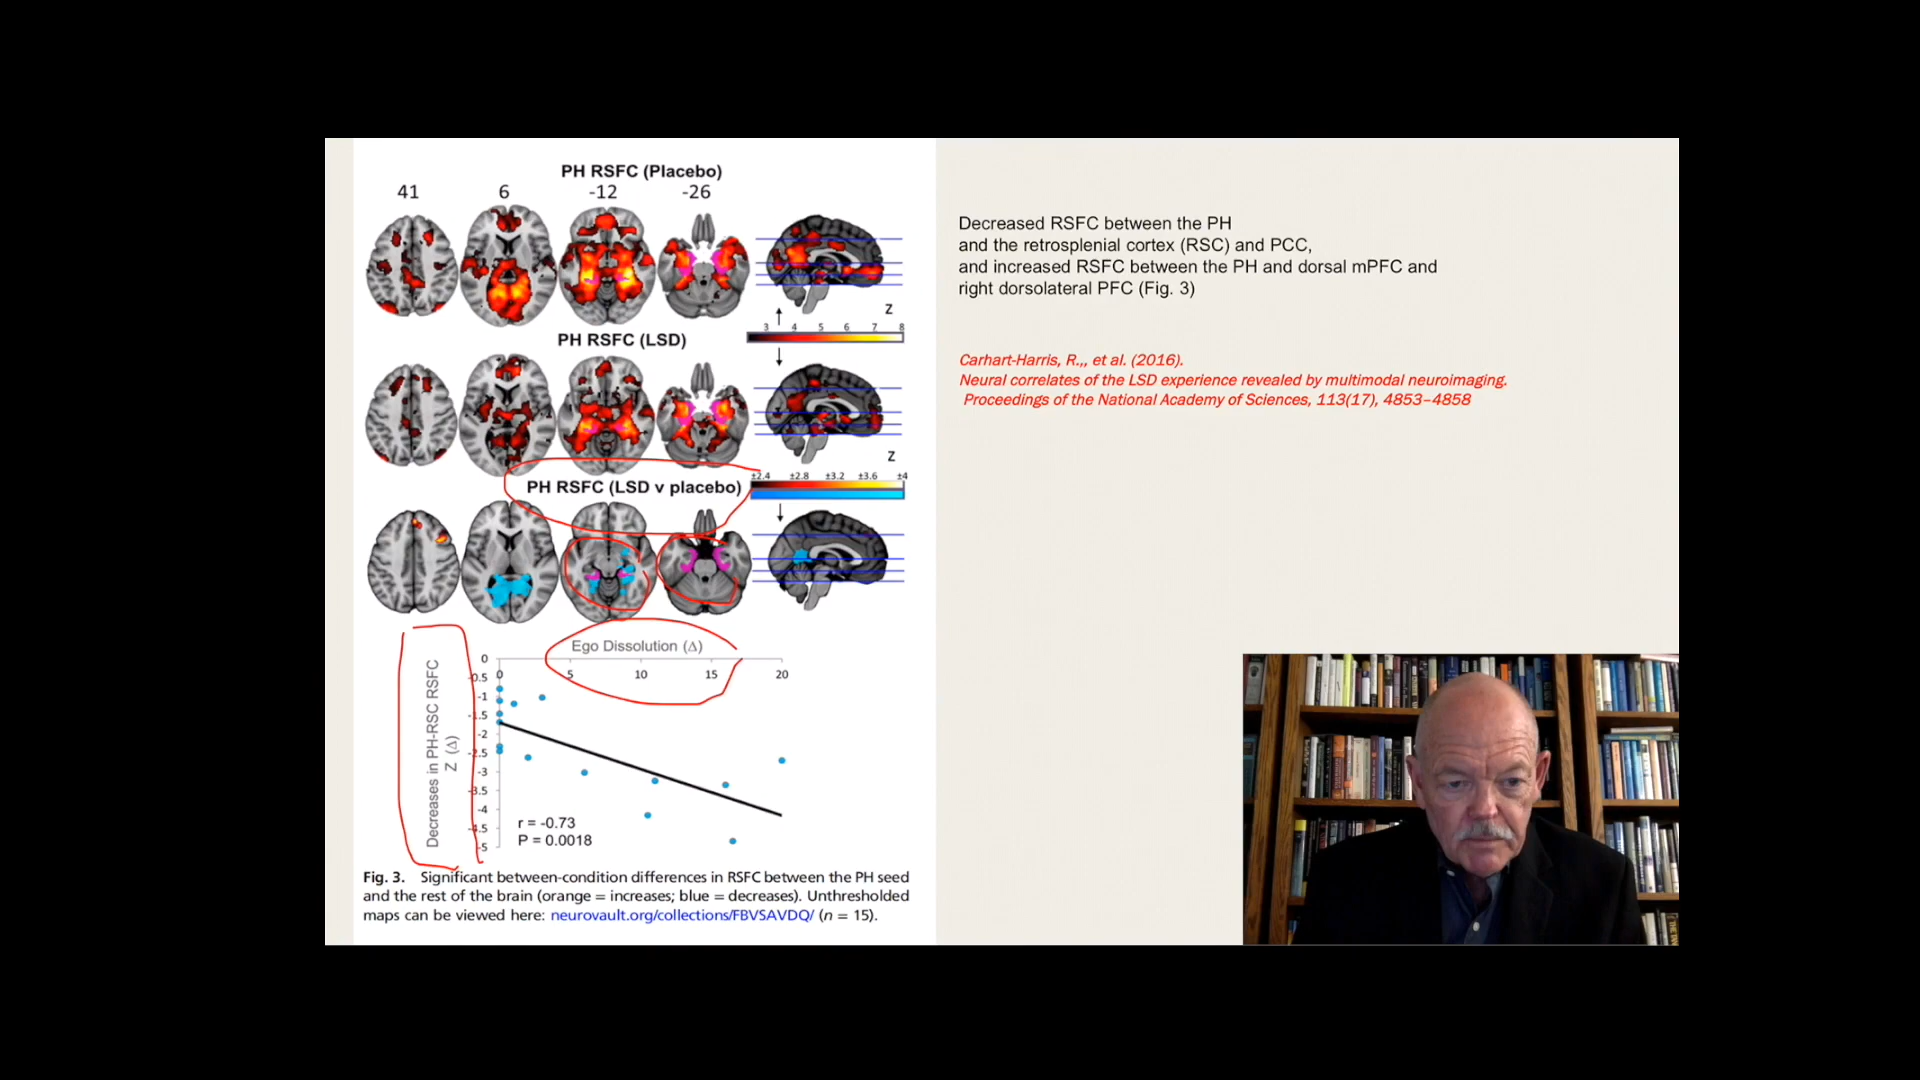 PH RSFC (Placebo)
41 6 -12 -26
Z
3 4 5 6 7 8
PH RSFC (LSD)
Z
±2.4 ±2.8 ±3.2 ±3.6 ±4
PH RSFC (LSD v placebo)
Ego Dissolution (Δ)
0 5 10 15 20
0
-0.5
-1
-1.5
-2
-2.5
-3
-3.5
-4
-4.5
-5
Decreases in PH-RSC RSFC
Z (Δ)
r = -0.73
P = 0.0018
Fig. 3. Significant between-condition differences in RSFC between the PH seed
and the rest of the brain (orange = increases; blue = decreases). Unthresholded
maps can be viewed here: neurovault.org/collections/FBVSAVDQ/ (n = 15).
Decreased RSFC between the PH
and the retrosplenial cortex (RSC) and PCC,
and increased RSFC between the PH and dorsal mPFC and
right dorsolateral PFC (Fig. 3)
Carhart-Harris, R.,, et al. (2016).
Neural correlates of the LSD experience revealed by multimodal neuroimaging.
Proceedings of the National Academy of Sciences, 113(17), 4853–4858